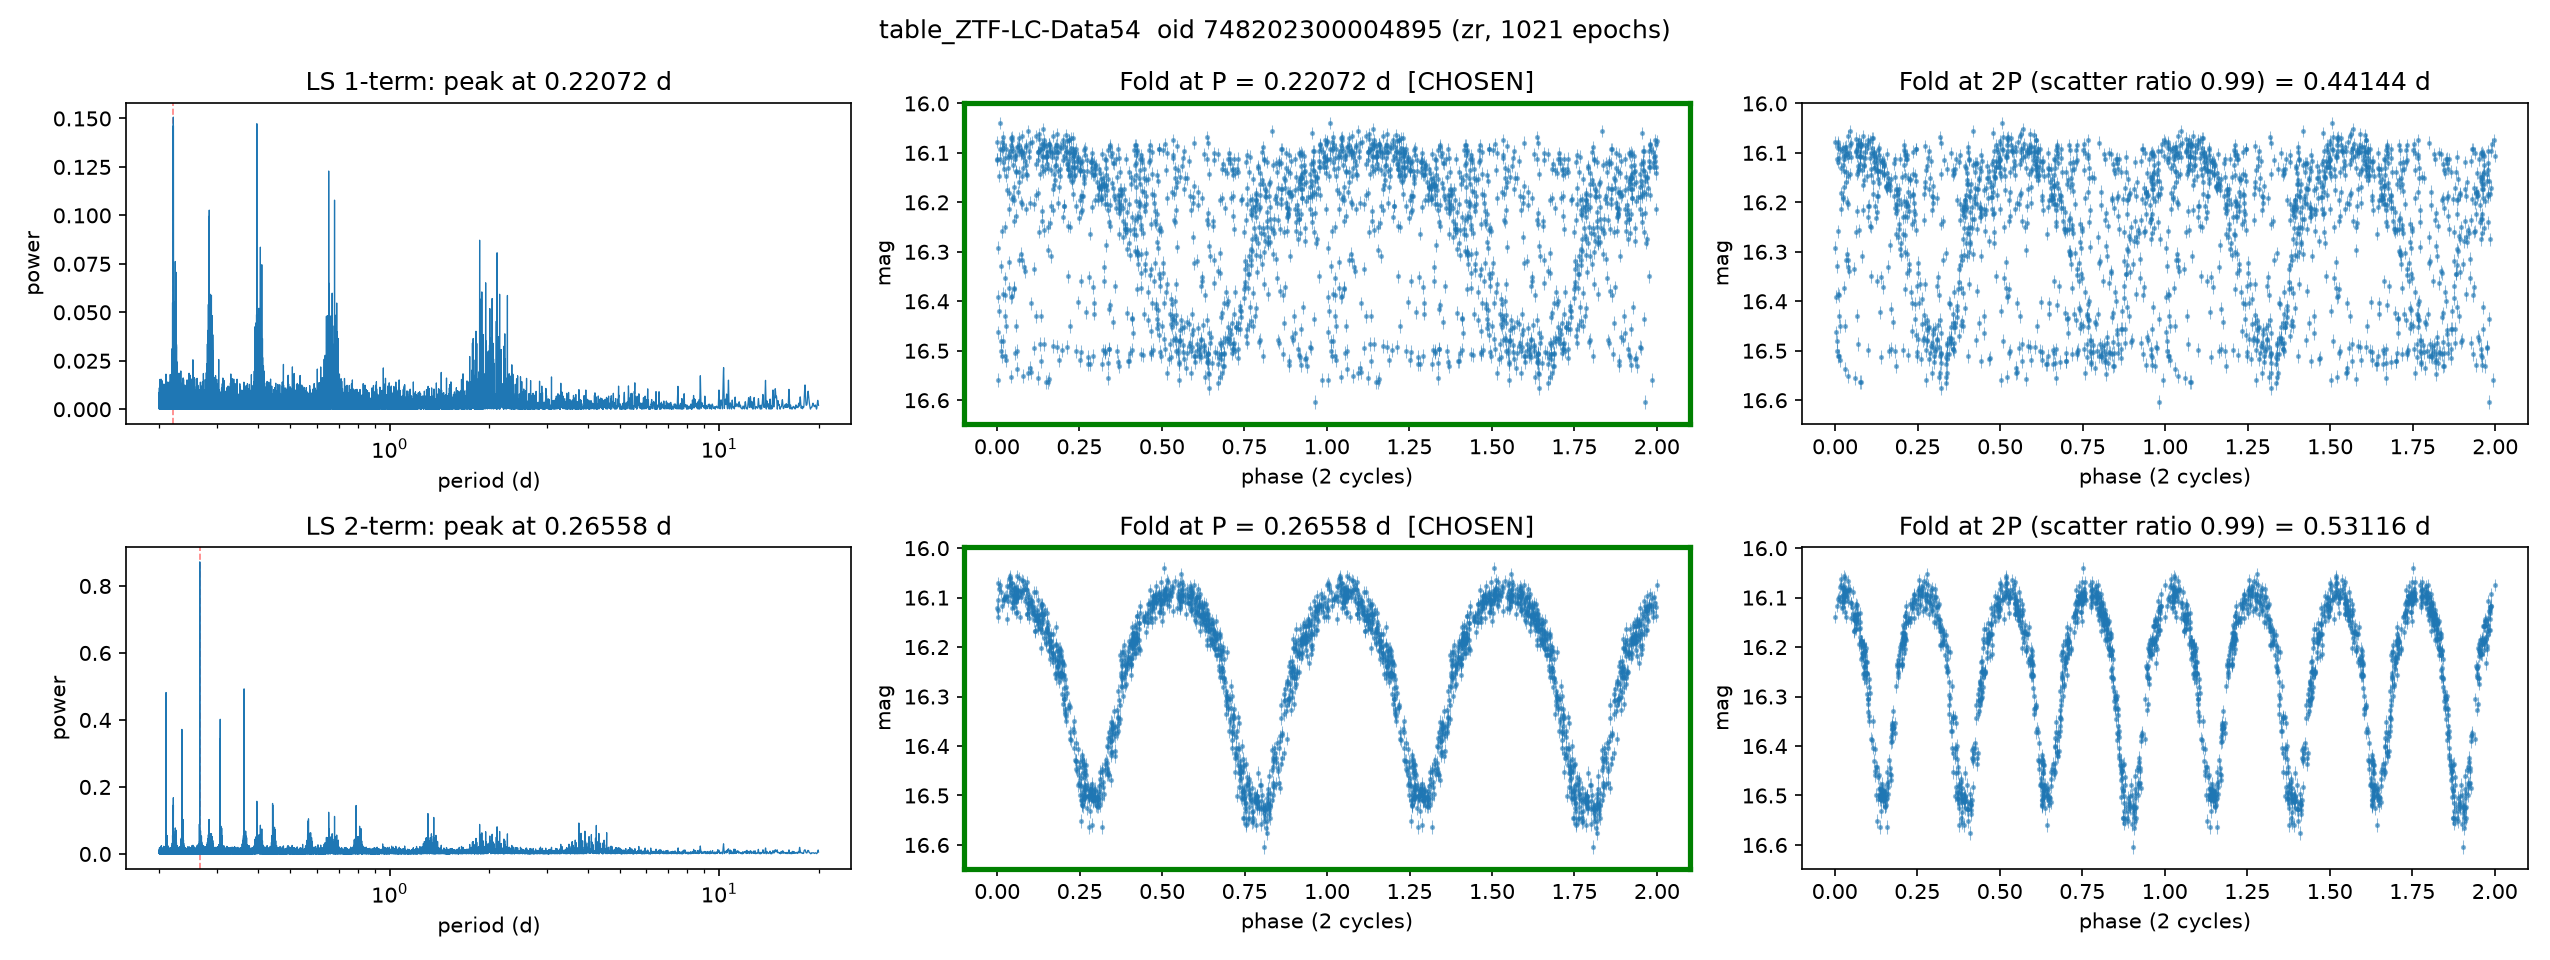 table_ZTF-LC-Data54  oid 748202300004895 (zr, 1021 epochs)
LS 1-term: peak at 0.22072 d
power
0.150
0.125
0.100
0.075
0.050
0.025
0.000
10⁰
10¹
period (d)
Fold at P = 0.22072 d  [CHOSEN]
mag
16.0
16.1
16.2
16.3
16.4
16.5
16.6
0.00 0.25 0.50 0.75 1.00 1.25 1.50 1.75 2.00
phase (2 cycles)
Fold at 2P (scatter ratio 0.99) = 0.44144 d
mag
16.0
16.1
16.2
16.3
16.4
16.5
16.6
0.00 0.25 0.50 0.75 1.00 1.25 1.50 1.75 2.00
phase (2 cycles)
LS 2-term: peak at 0.26558 d
power
0.8
0.6
0.4
0.2
0.0
10⁰
10¹
period (d)
Fold at P = 0.26558 d  [CHOSEN]
mag
16.0
16.1
16.2
16.3
16.4
16.5
16.6
0.00 0.25 0.50 0.75 1.00 1.25 1.50 1.75 2.00
phase (2 cycles)
Fold at 2P (scatter ratio 0.99) = 0.53116 d
mag
16.0
16.1
16.2
16.3
16.4
16.5
16.6
0.00 0.25 0.50 0.75 1.00 1.25 1.50 1.75 2.00
phase (2 cycles)